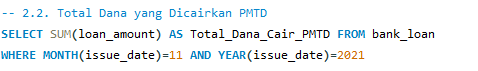 -- 2.2. Total Dana yang Dicairkan PMTD
SELECT SUM(loan_amount) AS Total_Dana_Cair_PMTD FROM bank_loan
WHERE MONTH(issue_date)=11 AND YEAR(issue_date)=2021